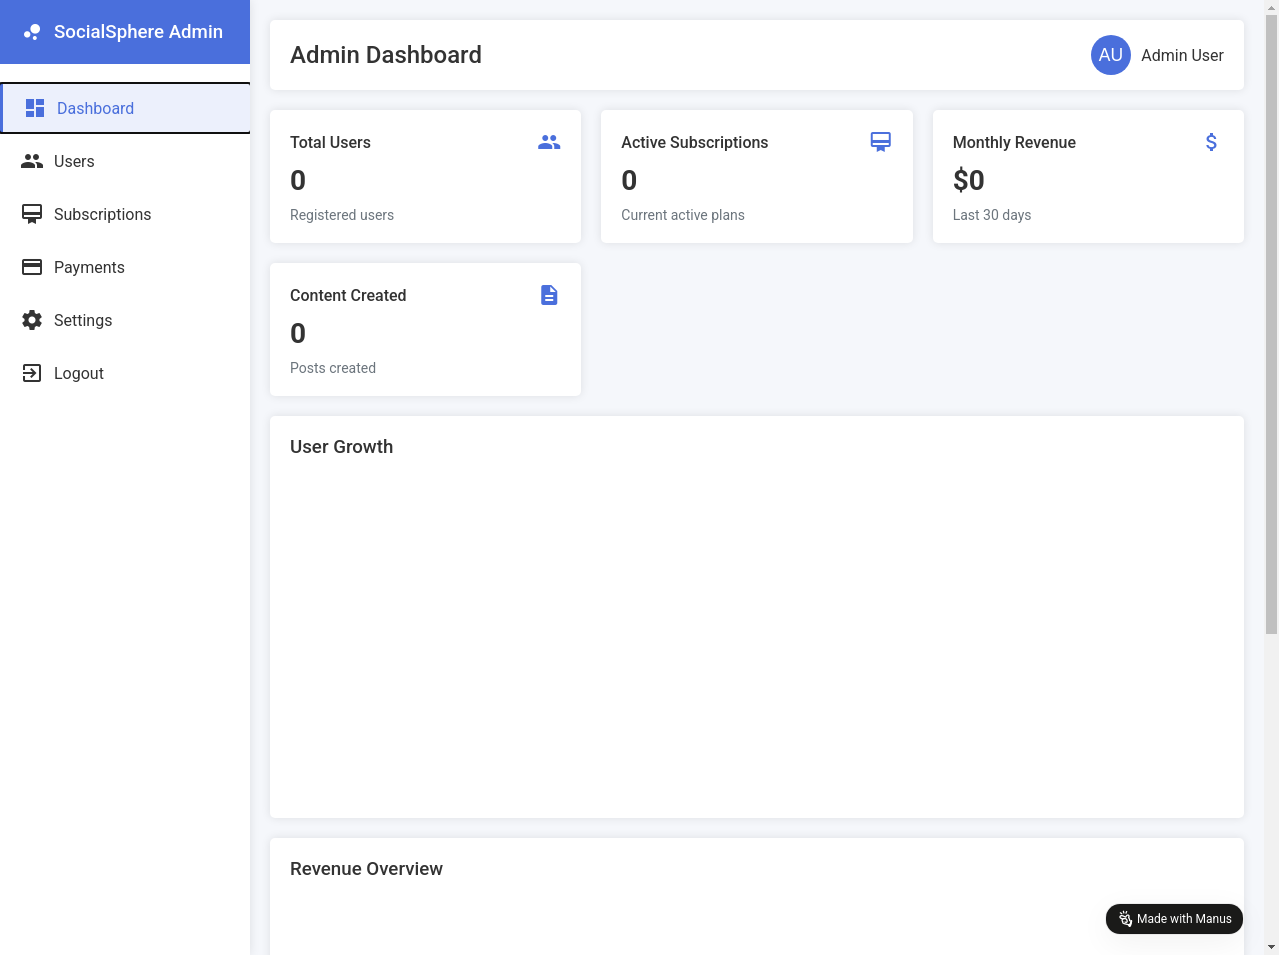 SocialSphere Admin
Dashboard
Users
Subscriptions
Payments
Settings
Logout
Admin Dashboard
AU
Admin User
Total Users
0
Registered users
Active Subscriptions
0
Current active plans
Monthly Revenue
$0
Last 30 days
Content Created
0
Posts created
User Growth
Revenue Overview
Made with Manus